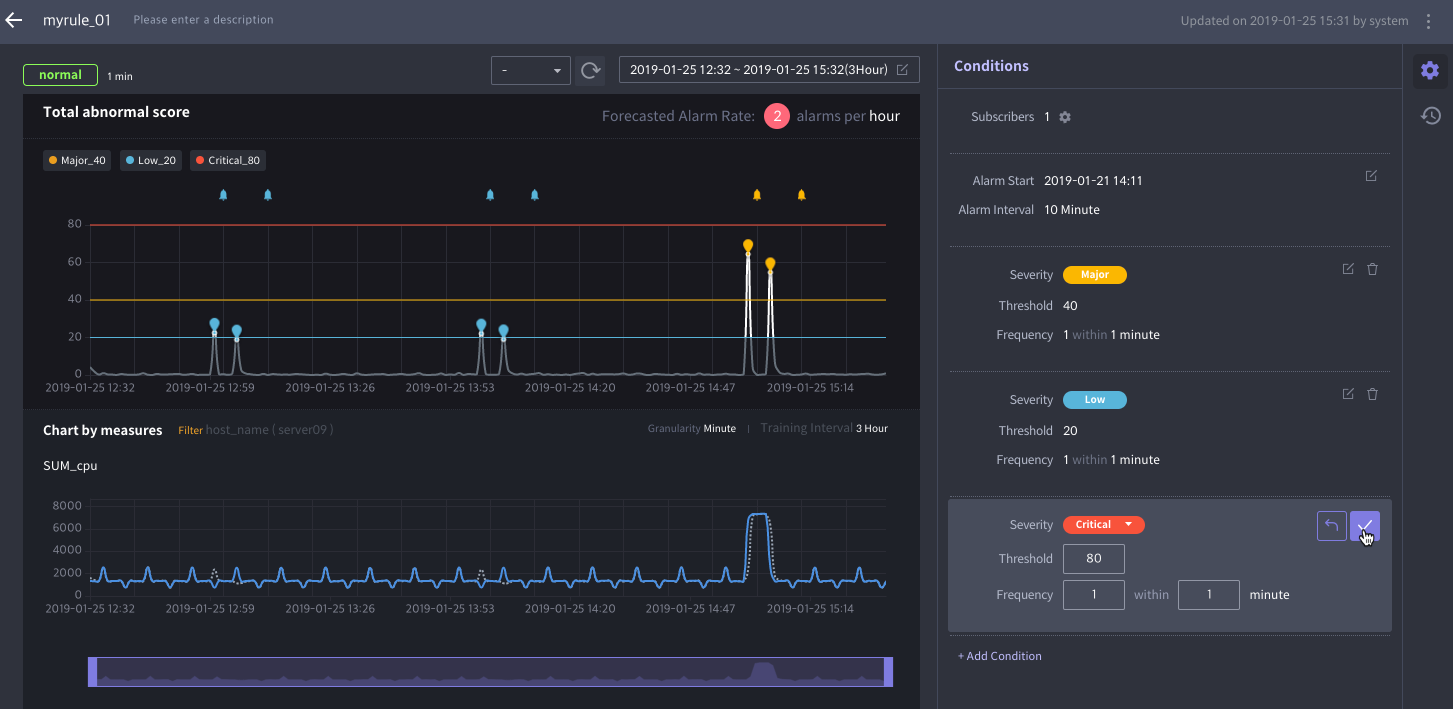 myrule_01 Please enter a description Updated on 2019-01-25 15:31 by system
normal 1 min - 2019-01-25 12:32 ~ 2019-01-25 15:32(3Hour)
Total abnormal score Forecasted Alarm Rate: 2 alarms per hour
Major_40 Low_20 Critical_80
80
60
40
20
0
2019-01-25 12:32 2019-01-25 12:59 2019-01-25 13:26 2019-01-25 13:53 2019-01-25 14:20 2019-01-25 14:47 2019-01-25 15:14
Chart by measures Filter host_name ( server09 ) Granularity Minute | Training Interval 3 Hour
SUM_cpu
8000
6000
4000
2000
0
2019-01-25 12:32 2019-01-25 12:59 2019-01-25 13:26 2019-01-25 13:53 2019-01-25 14:20 2019-01-25 14:47 2019-01-25 15:14
Conditions
Subscribers 1
Alarm Start 2019-01-21 14:11
Alarm Interval 10 Minute
Severity Major
Threshold 40
Frequency 1 within 1 minute
Severity Low
Threshold 20
Frequency 1 within 1 minute
Severity Critical
Threshold 80
Frequency 1 within 1 minute
+ Add Condition